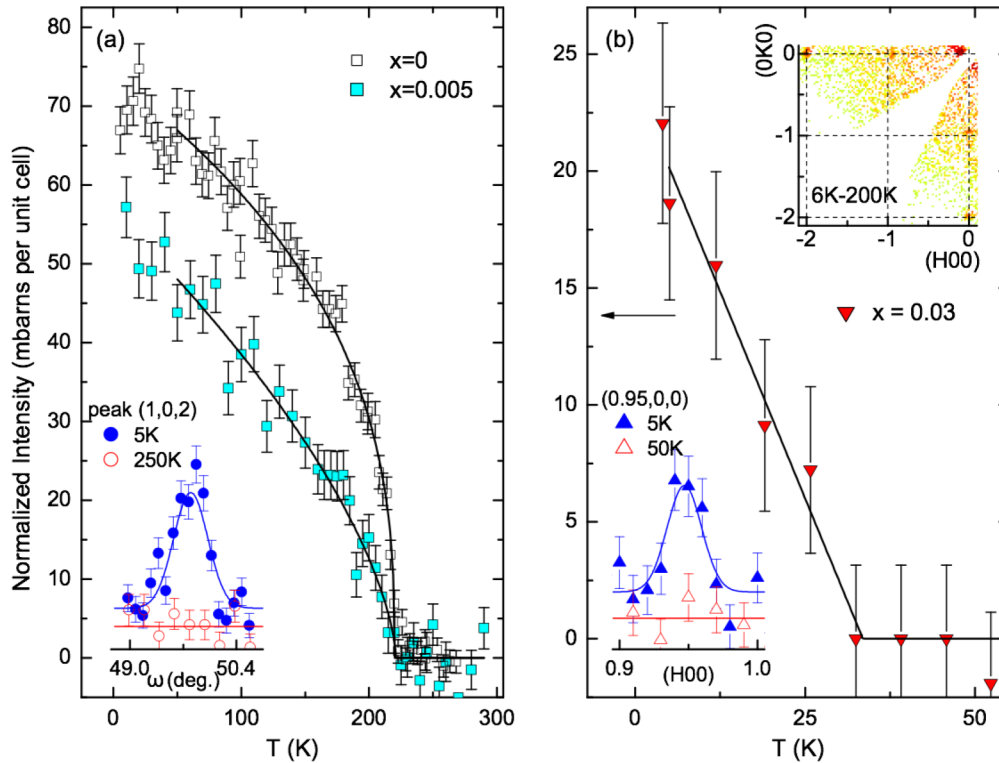 (a)
x=0
x=0.005
Normalized Intensity (mbarns per unit cell)
80
70
60
50
40
30
20
10
0
peak (1,0,2)
5K
250K
49.0 50.4
ω (deg.)
0 100 200 300
T (K)
(b)
25
20
15
10
5
0
(0K0)
0
-1
-2
6K-200K
-2 -1 0
(H00)
x = 0.03
(0.95,0,0)
5K
50K
0.9 1.0
(H00)
0 25 50
T (K)